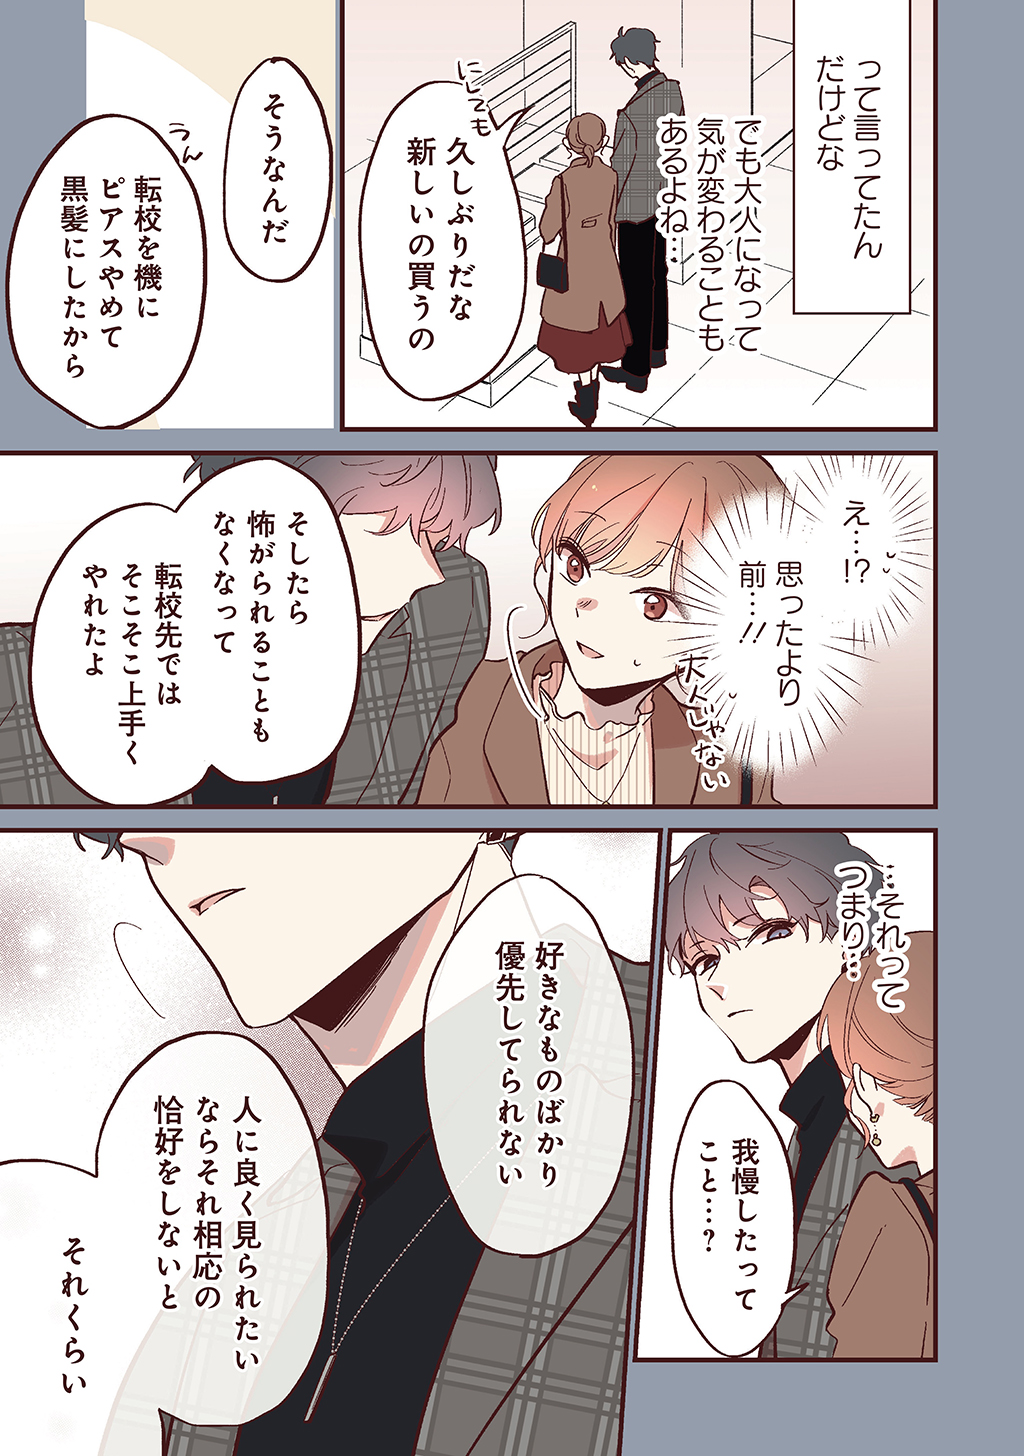 って言ってたん
だけどな
でも大人になって
気が変わることも
あるよね…
にしても
久しぶりだな
新しいの買うの
そうなんだ
うん
転校を機に
ピアスやめて
黒髪にしたから
え…!?
思ったより
前…!!
大人じゃない
そしたら
怖がられることも
なくなって
転校先では
そこそこ上手く
やれたよ
…それって
つまり…
我慢したって
こと…?
好きなものばかり
優先してられない
人に良く見られたい
ならそれ相応の
恰好をしないと
それくらい